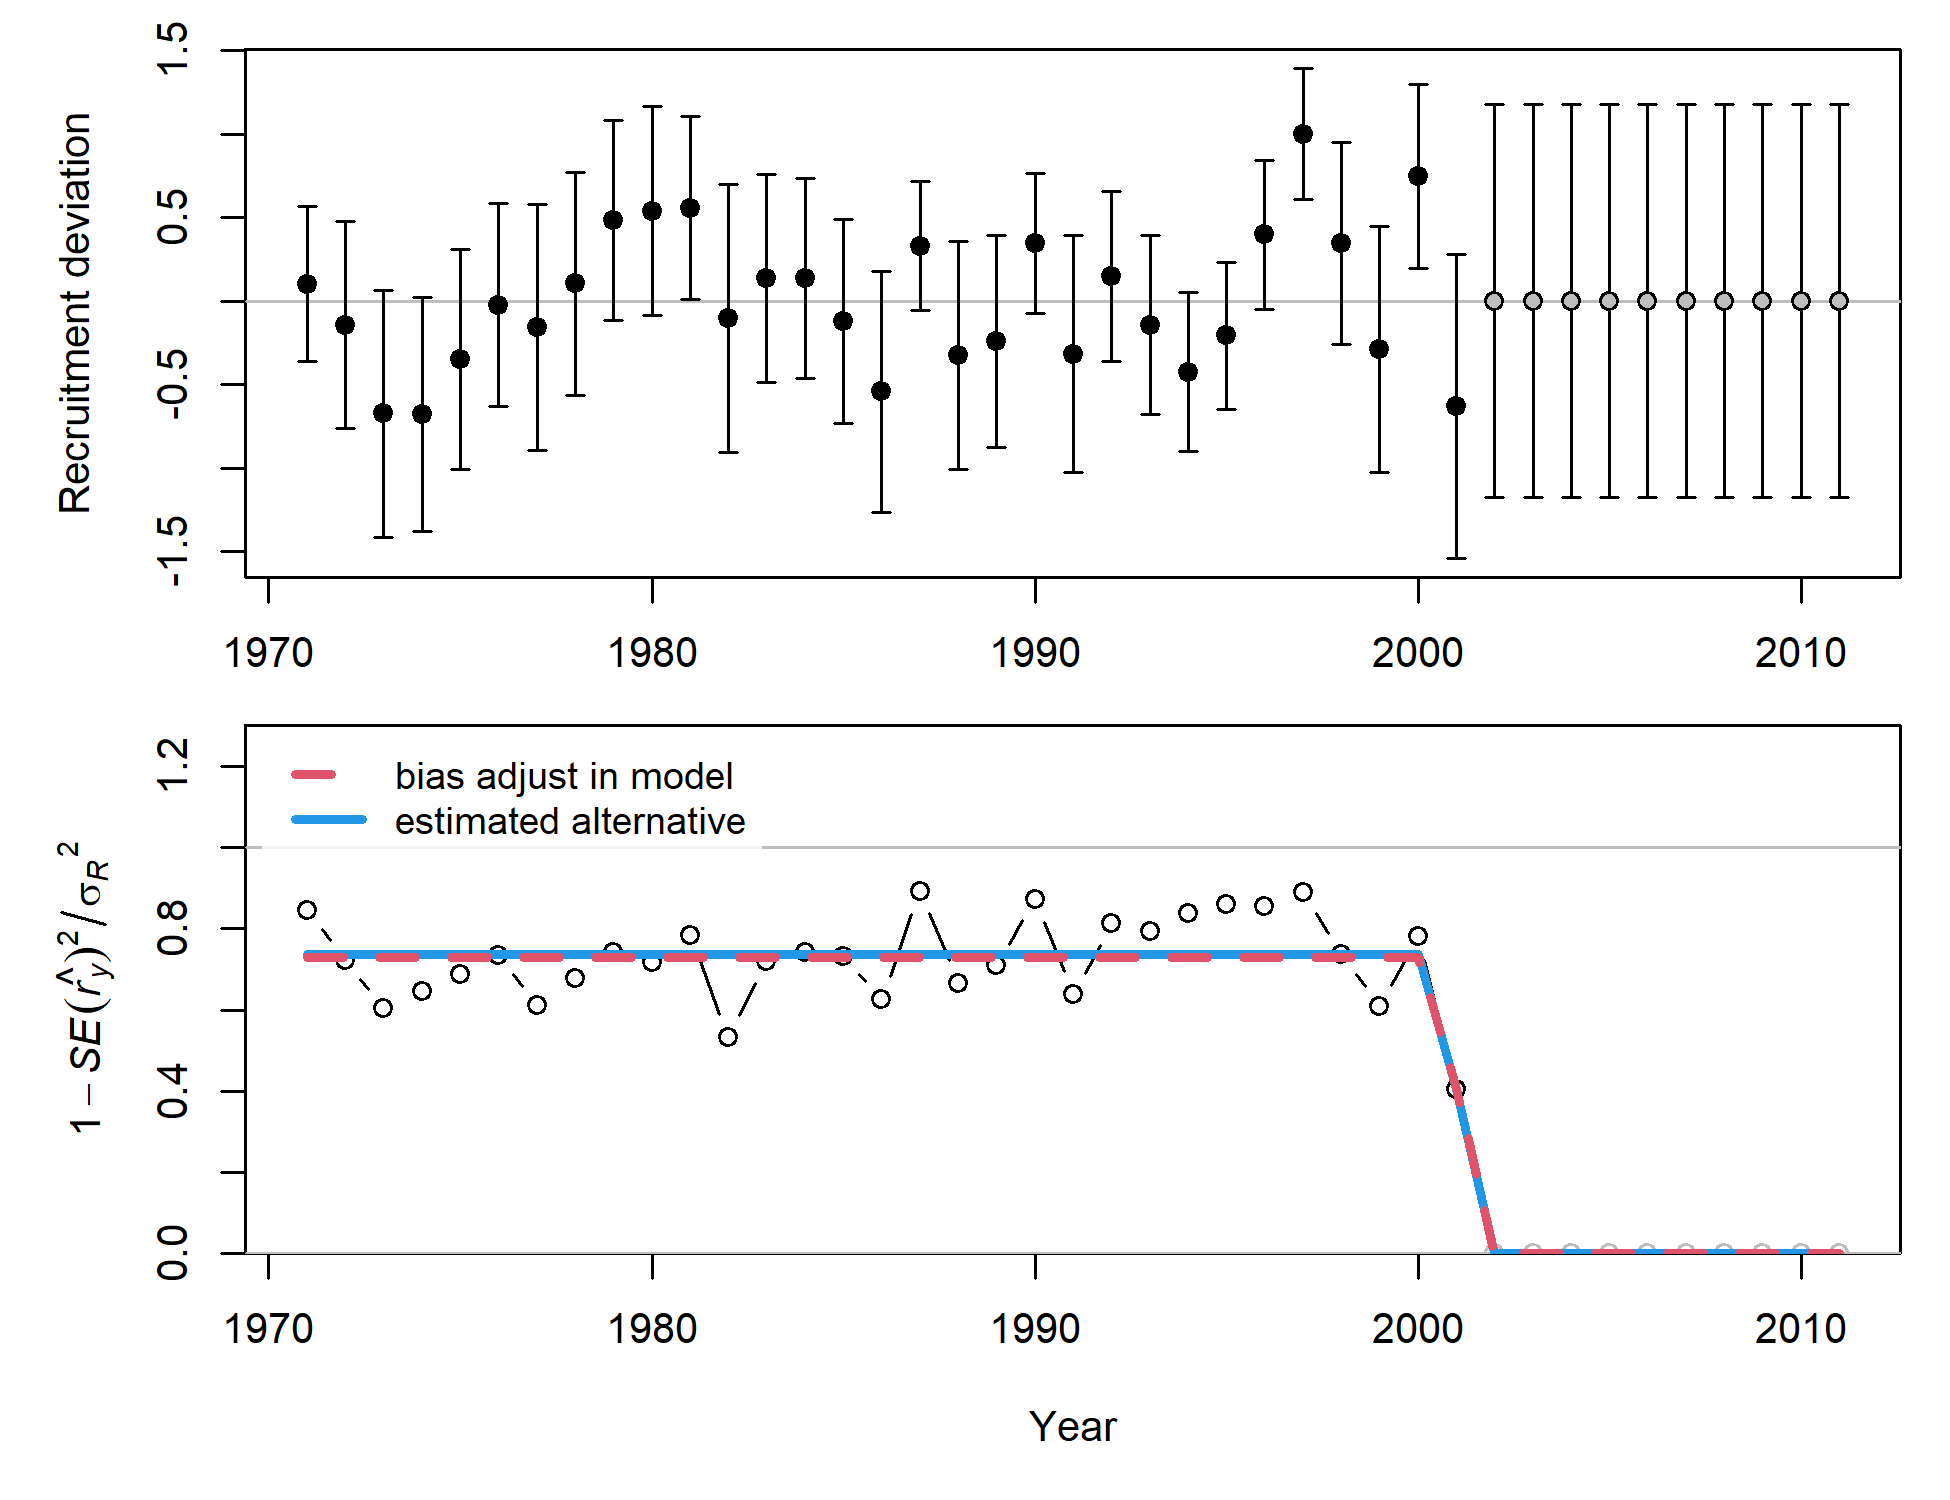 Recruitment deviation
1.5
0.5
-0.5
-1.5
1970 1980 1990 2000 2010
bias adjust in model
estimated alternative
1 − SE(r̂y)² / σR²
1.2
0.8
0.4
0.0
1970 1980 1990 2000 2010
Year